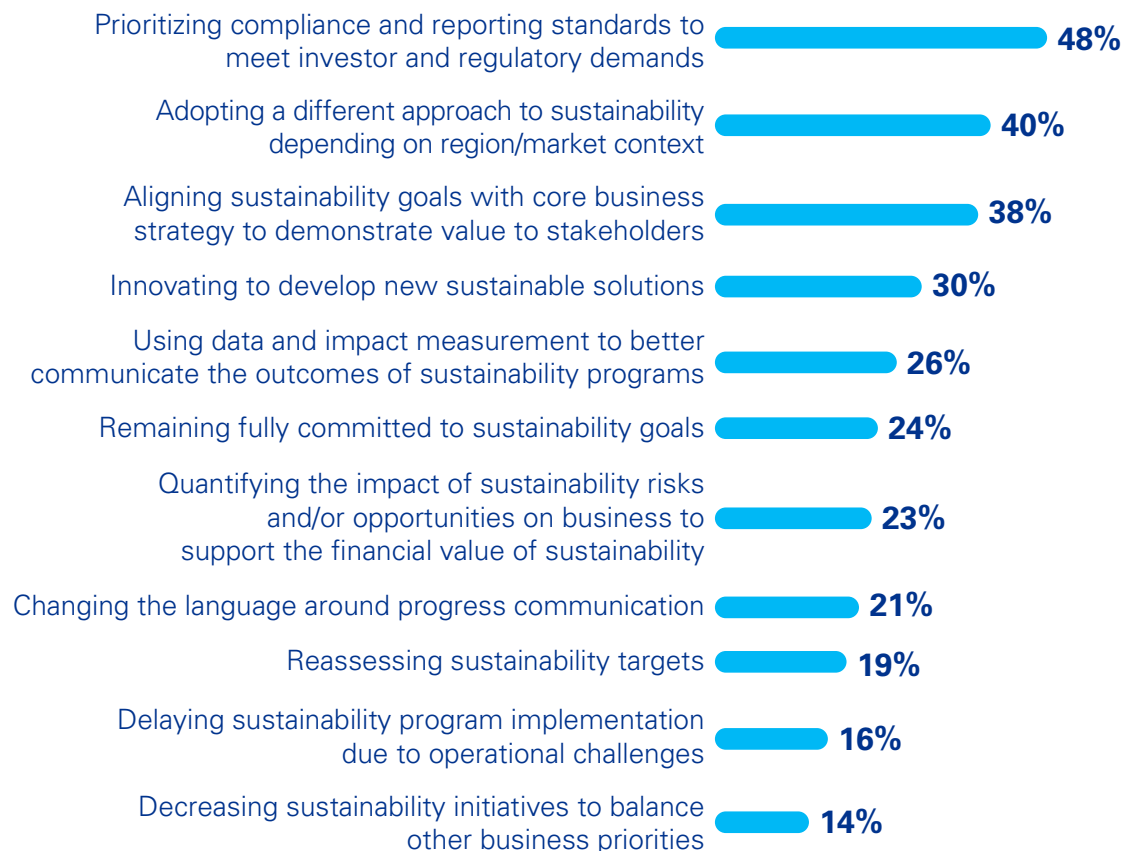 Prioritizing compliance and reporting standards to
meet investor and regulatory demands
48%
Adopting a different approach to sustainability
depending on region/market context
40%
Aligning sustainability goals with core business
strategy to demonstrate value to stakeholders
38%
Innovating to develop new sustainable solutions
30%
Using data and impact measurement to better
communicate the outcomes of sustainability programs
26%
Remaining fully committed to sustainability goals
24%
Quantifying the impact of sustainability risks
and/or opportunities on business to
support the financial value of sustainability
23%
Changing the language around progress communication
21%
Reassessing sustainability targets
19%
Delaying sustainability program implementation
due to operational challenges
16%
Decreasing sustainability initiatives to balance
other business priorities
14%